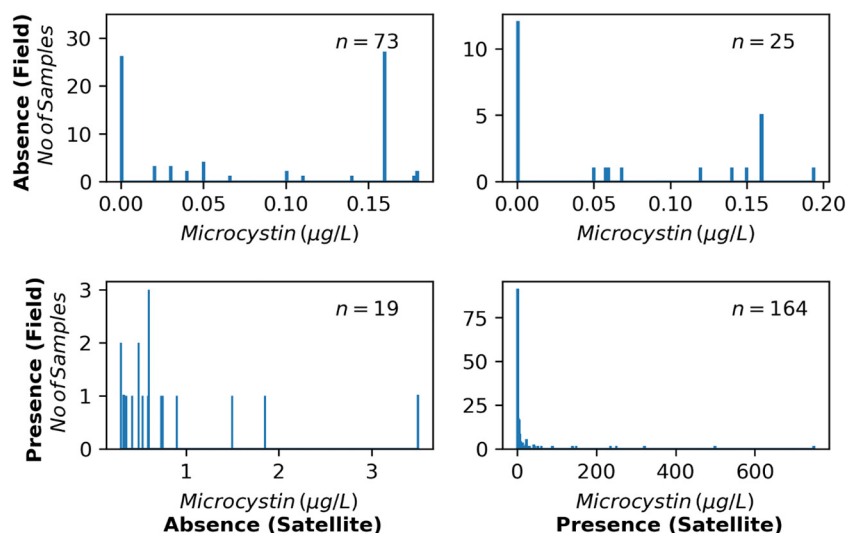 Absence (Field)
No of Samples
30
20
10
0
n = 73
0.00 0.05 0.10 0.15
Microcystin (μg/L)
10
5
0
n = 25
0.00 0.05 0.10 0.15 0.20
Microcystin (μg/L)
Presence (Field)
No of Samples
3
2
1
0
n = 19
1 2 3
Microcystin (μg/L)
Absence (Satellite)
75
50
25
0
n = 164
0 200 400 600
Microcystin (μg/L)
Presence (Satellite)